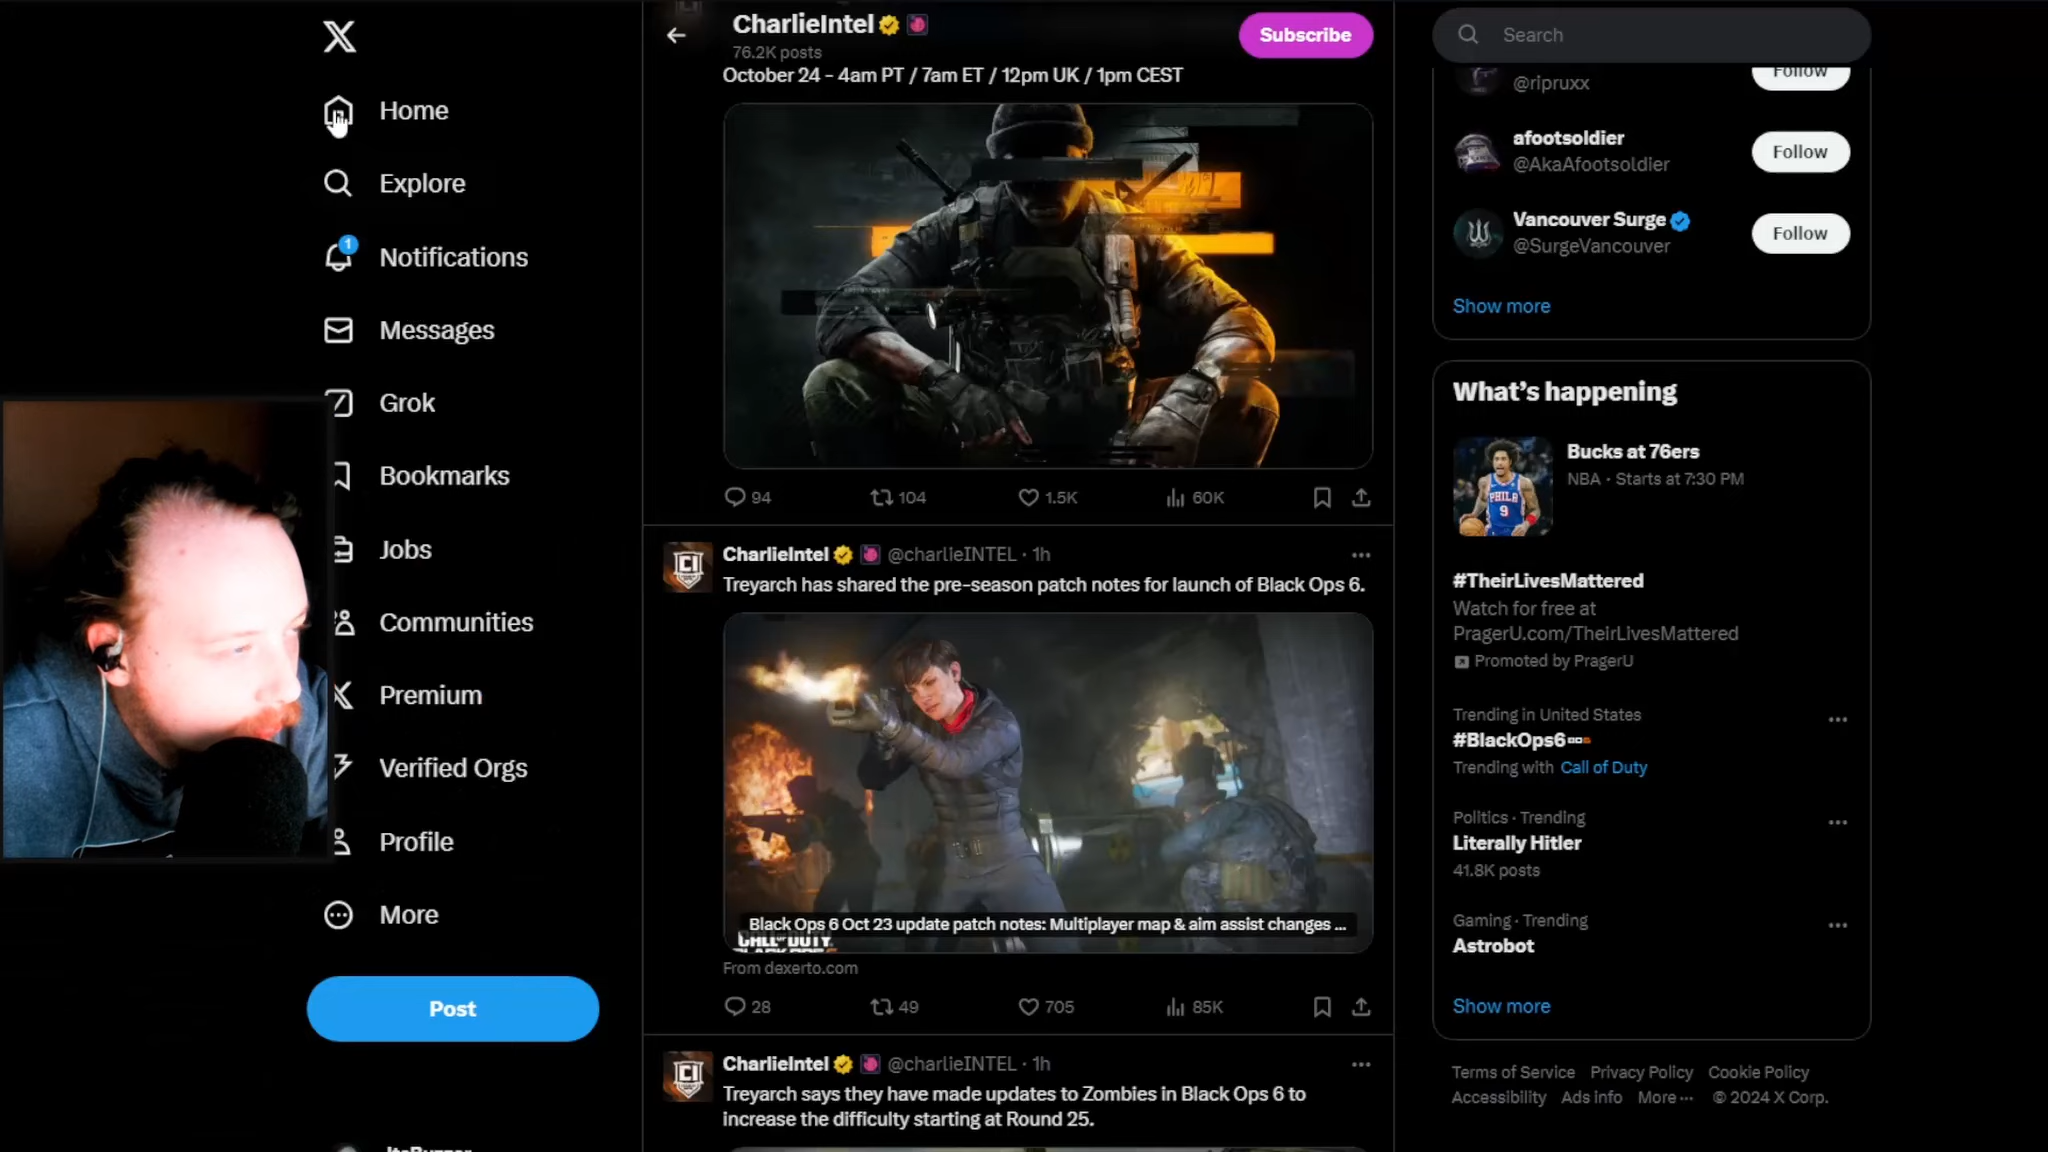 Home
Explore
1
Notifications
Messages
Grok
Bookmarks
Jobs
Communities
Premium
Verified Orgs
Profile
More
Post
CharlieIntel
76.2K posts
Subscribe
October 24 - 4am PT / 7am ET / 12pm UK / 1pm CEST
94
104
1.5K
60K
CharlieIntel @charlieINTEL · 1h
Treyarch has shared the pre-season patch notes for launch of Black Ops 6.
Black Ops 6 Oct 23 update patch notes: Multiplayer map & aim assist changes ...
CALL OF DUTY
From dexerto.com
28
49
705
85K
CharlieIntel @charlieINTEL · 1h
Treyarch says they have made updates to Zombies in Black Ops 6 to
increase the difficulty starting at Round 25.
Search
@ripruxx
Follow
afootsoldier
@AkaAfootsoldier
Follow
Vancouver Surge
@SurgeVancouver
Follow
Show more
What's happening
PHILA
9
Bucks at 76ers
NBA · Starts at 7:30 PM
#TheirLivesMattered
Watch for free at
PragerU.com/TheirLivesMattered
Promoted by PragerU
Trending in United States
#BlackOps6
Trending with Call of Duty
Politics · Trending
Literally Hitler
41.8K posts
Gaming · Trending
Astrobot
Show more
Terms of Service Privacy Policy Cookie Policy
Accessibility Ads info More ··· © 2024 X Corp.